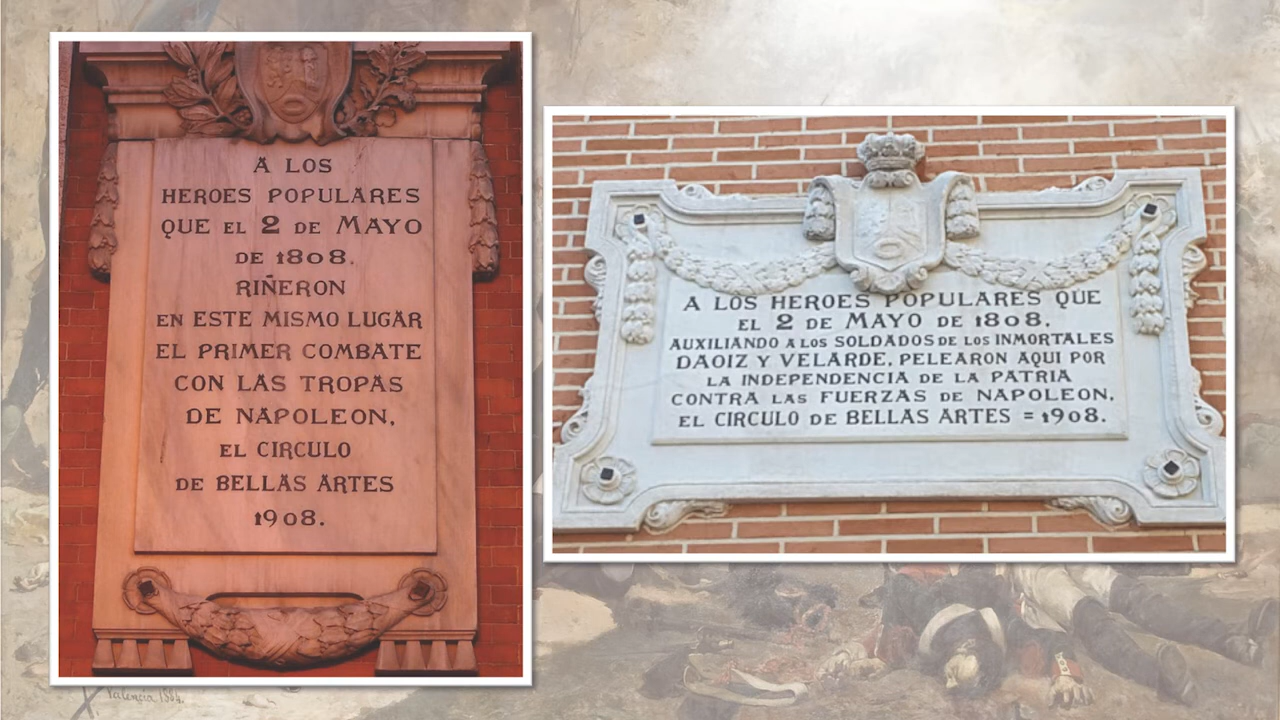 A LOS
HEROES POPULARES
QUE EL 2 DE MAYO
DE 1808.
RIÑERON
EN ESTE MISMO LUGAR
EL PRIMER COMBATE
CON LAS TROPAS
DE NAPOLEON,
EL CIRCULO
DE BELLAS ARTES
1908.
A LOS HEROES POPULARES QUE
EL 2 DE MAYO DE 1808,
AUXILIANDO A LOS SOLDADOS DE LOS INMORTALES
DAOIZ Y VELARDE, PELEARON AQUI POR
LA INDEPENDENCIA DE LA PATRIA
CONTRA LAS FUERZAS DE NAPOLEON,
EL CIRCULO DE BELLAS ARTES = 1908.
Valencia 1884.